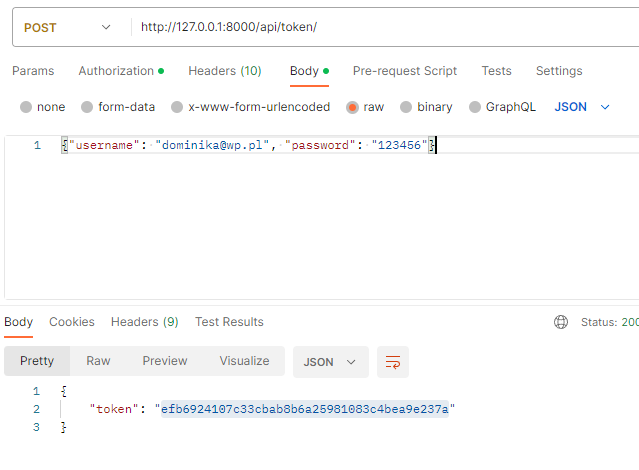 POST http://127.0.0.1:8000/api/token/
Params Authorization Headers (10) Body Pre-request Script Tests Settings
none form-data x-www-form-urlencoded raw binary GraphQL JSON
1 {"username": "dominika@wp.pl", "password": "123456"}
Body Cookies Headers (9) Test Results Status: 200
Pretty Raw Preview Visualize JSON
1 {
2 "token": "efb6924107c33cbab8b6a25981083c4bea9e237a"
3 }